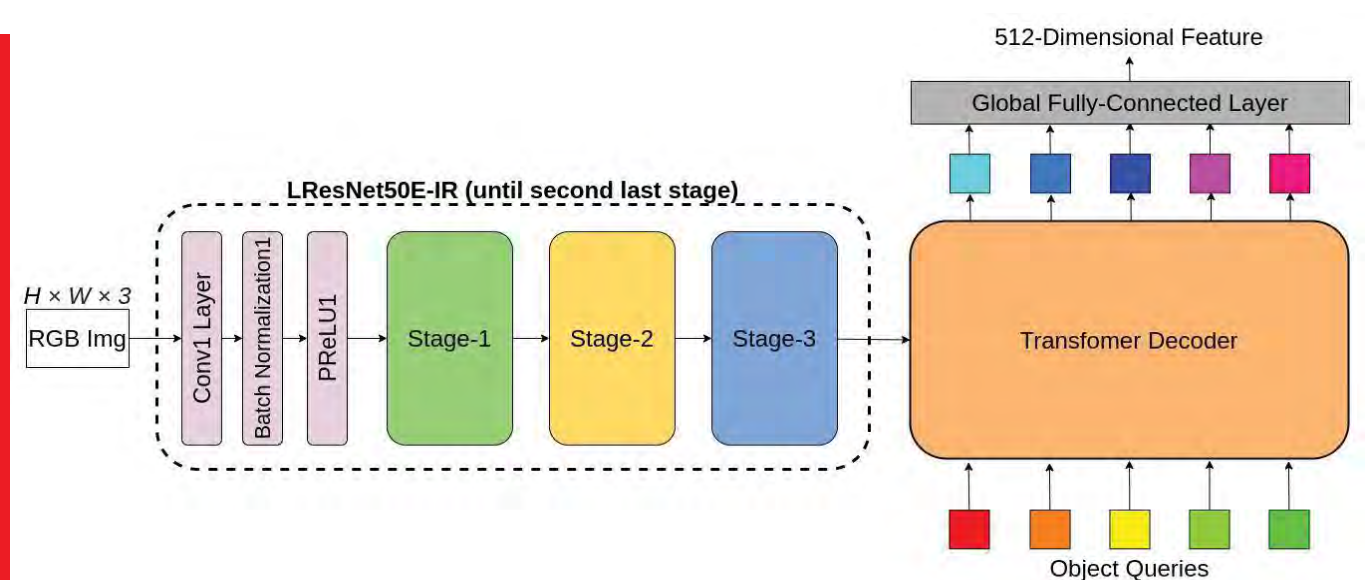 512-Dimensional Feature
Global Fully-Connected Layer
LResNet50E-IR (until second last stage)
H × W × 3
RGB Img
Conv1 Layer
Batch Normalization1
PReLU1
Stage-1
Stage-2
Stage-3
Transfomer Decoder
Object Queries